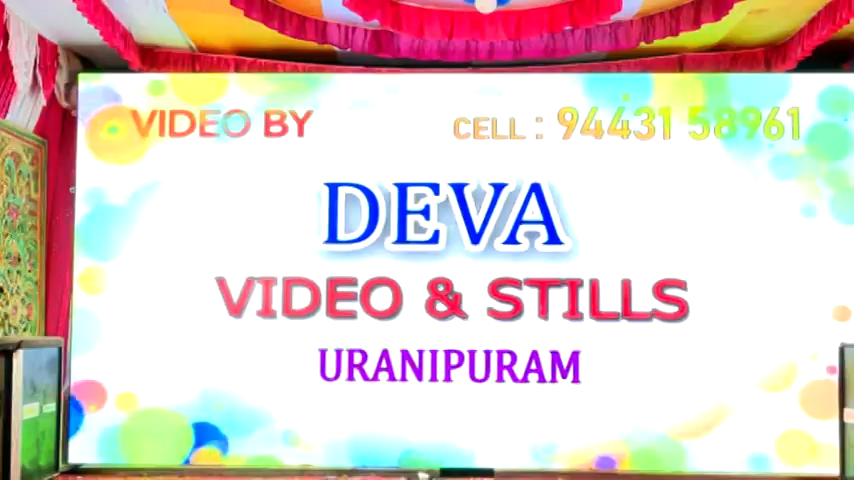 VIDEO BY CELL : 94431 58961
DEVA
VIDEO & STILLS
URANIPURAM